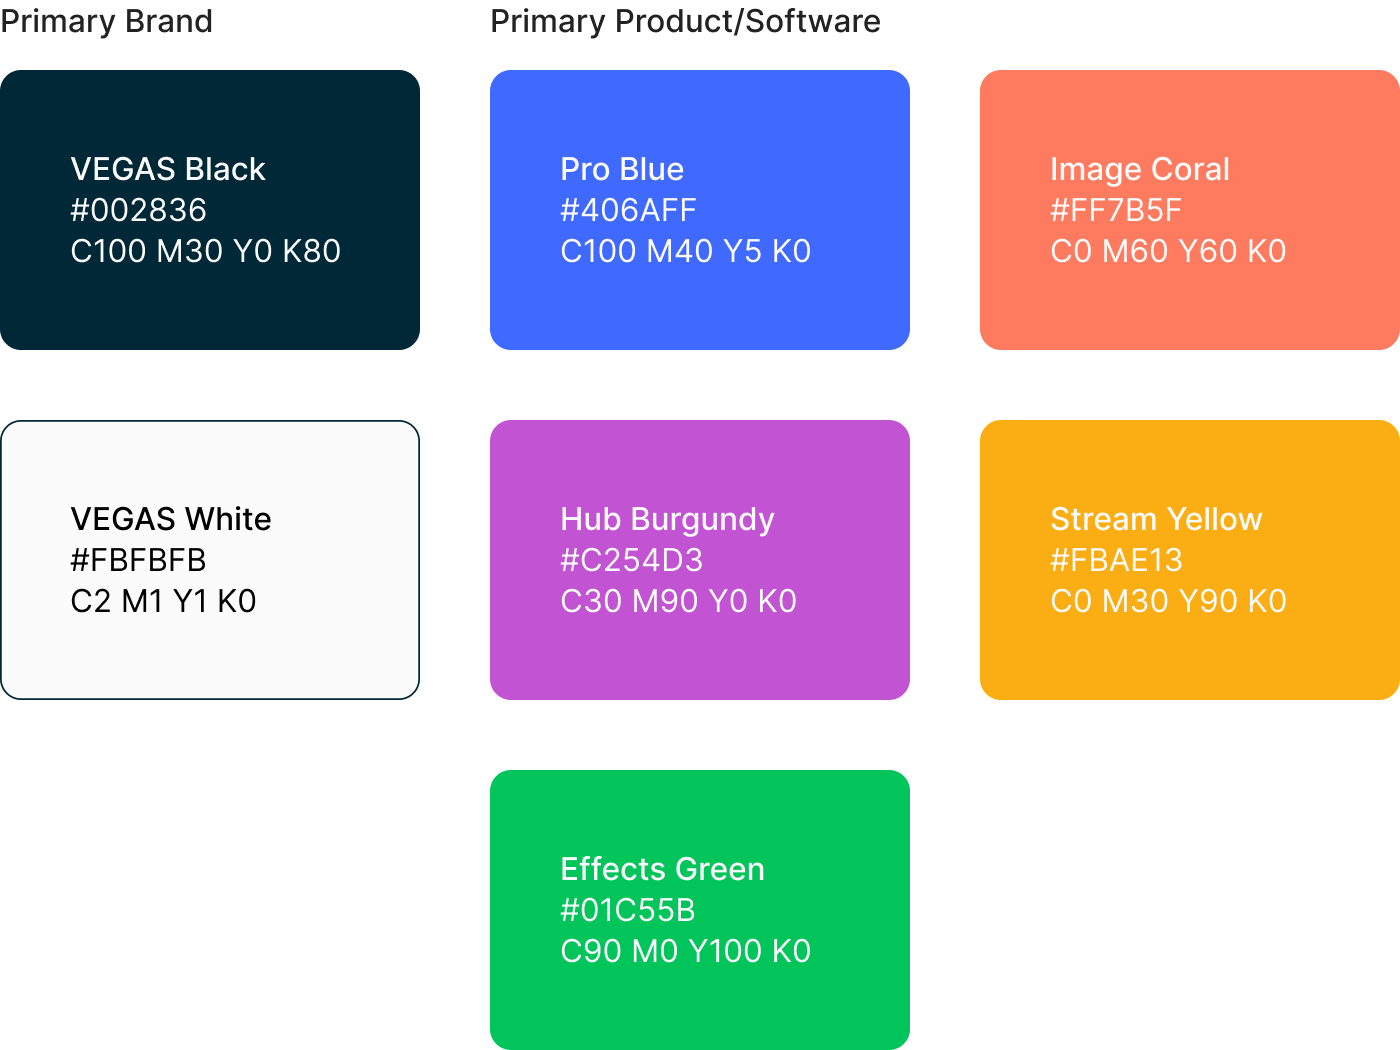 Primary Brand
Primary Product/Software
VEGAS Black
#002836
C100 M30 Y0 K80
Pro Blue
#406AFF
C100 M40 Y5 K0
Image Coral
#FF7B5F
C0 M60 Y60 K0
VEGAS White
#FBFBFB
C2 M1 Y1 K0
Hub Burgundy
#C254D3
C30 M90 Y0 K0
Stream Yellow
#FBAE13
C0 M30 Y90 K0
Effects Green
#01C55B
C90 M0 Y100 K0